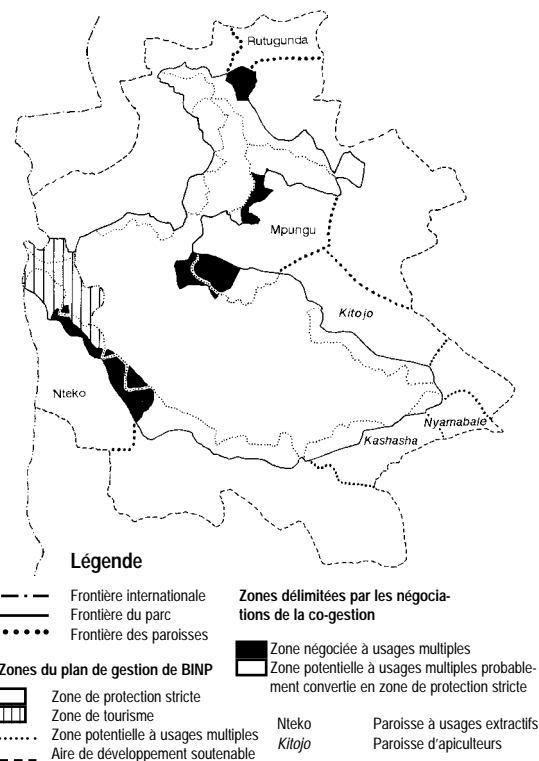 Rutugunda
Mpungu
Kitojo
Nteko
Nyamabale
Kashasha
Légende
Frontière internationale
Frontière du parc
Frontière des paroisses
Zones du plan de gestion de BINP
Zone de protection stricte
Zone de tourisme
Zone potentielle à usages multiples
Aire de développement soutenable
Zones délimitées par les négocia-
tions de la co-gestion
Zone négociée à usages multiples
Zone potentielle à usages multiples probable-
ment convertie en zone de protection stricte
Nteko Paroisse à usages extractifs
Kitojo Paroisse d'apiculteurs